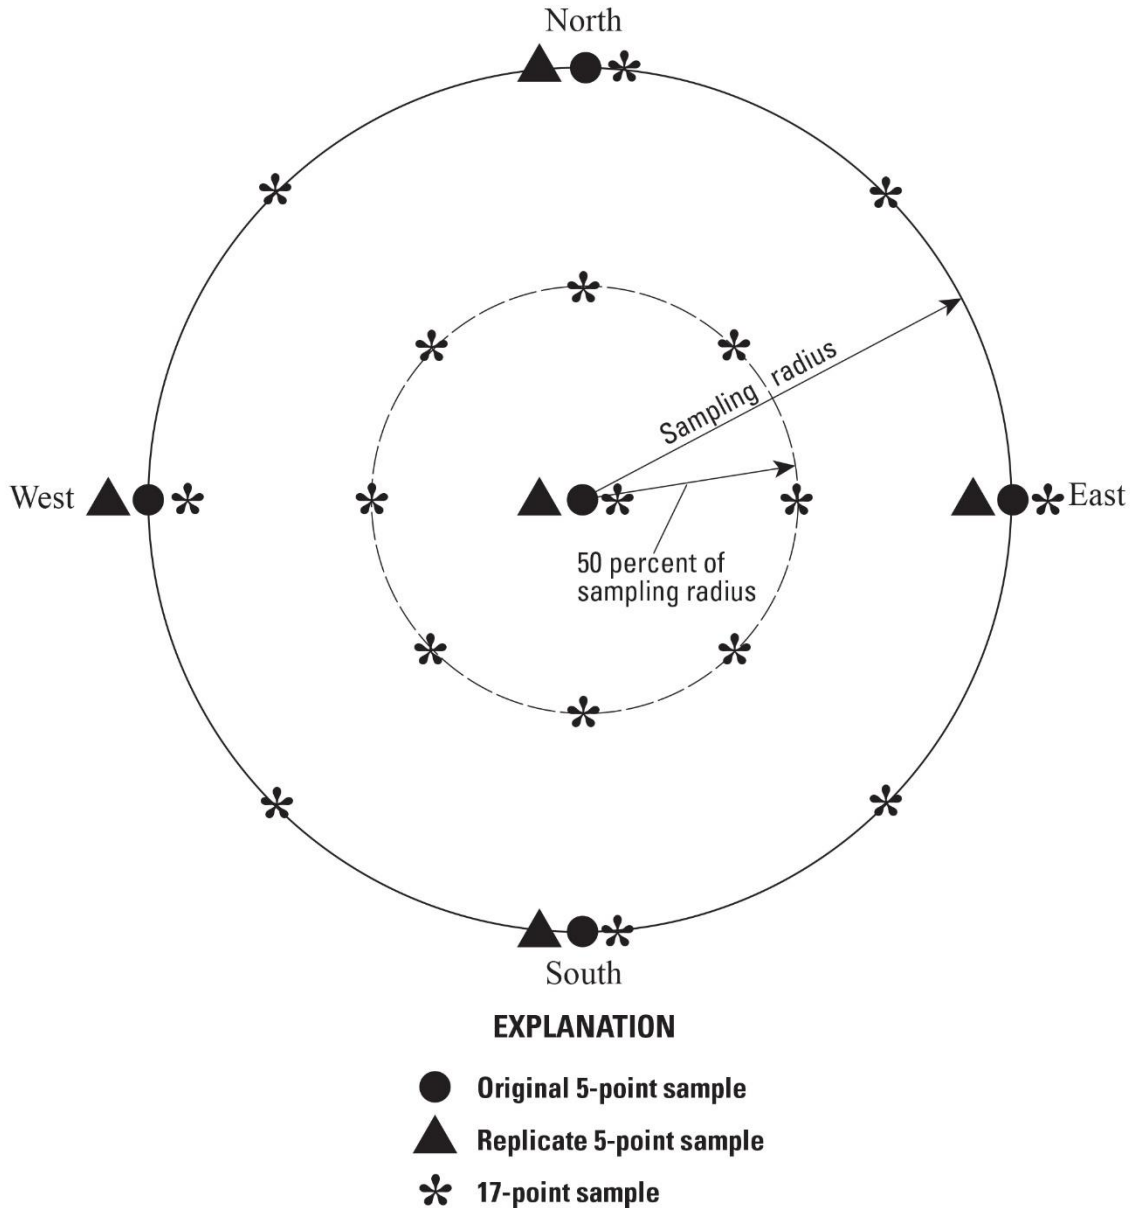 North
Sampling radius
West
East
50 percent of
sampling radius
South
EXPLANATION
Original 5-point sample
Replicate 5-point sample
17-point sample